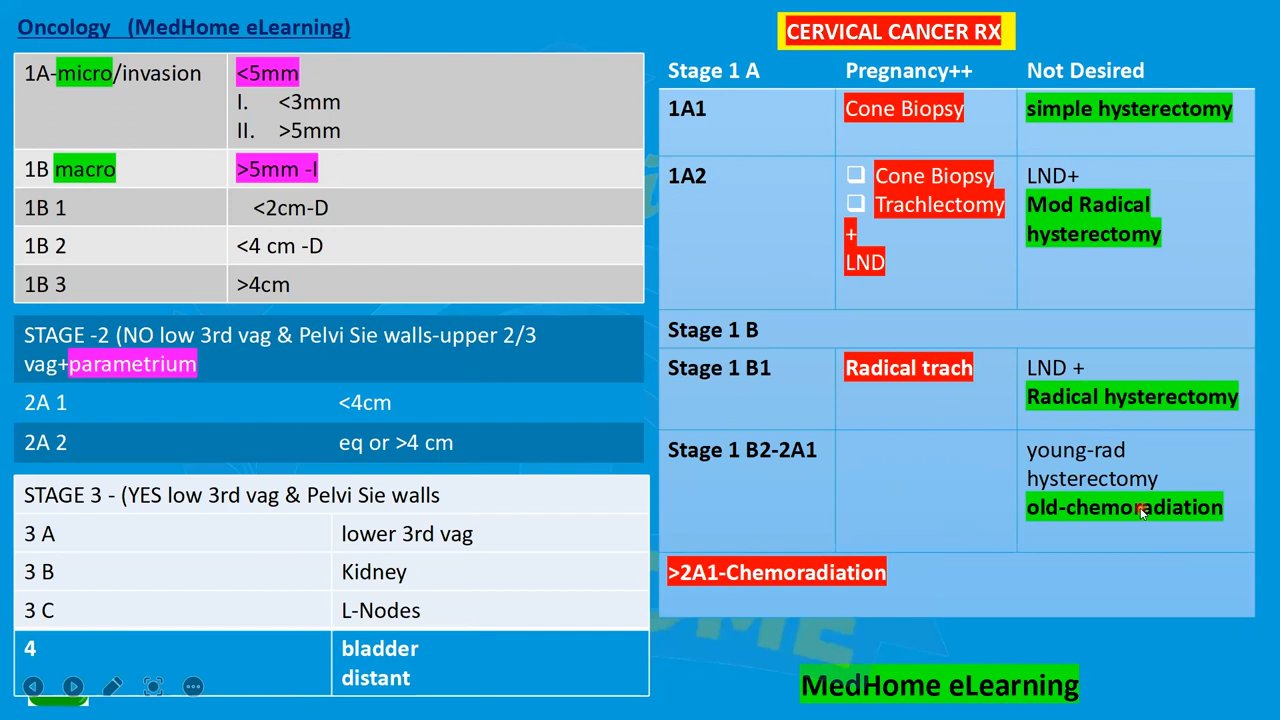 Oncology (MedHome eLearning)
1A-micro/invasion <5mm
I. <3mm
II. >5mm
1B macro >5mm -I
1B 1 <2cm-D
1B 2 <4 cm -D
1B 3 >4cm
STAGE -2 (NO low 3rd vag & Pelvi Sie walls-upper 2/3
vag+parametrium
2A 1 <4cm
2A 2 eq or >4 cm
STAGE 3 - (YES low 3rd vag & Pelvi Sie walls
3 A lower 3rd vag
3 B Kidney
3 C L-Nodes
4 bladder
distant
CERVICAL CANCER RX
Stage 1 A Pregnancy++ Not Desired
1A1 Cone Biopsy simple hysterectomy
1A2 Cone Biopsy LND+
Trachlectomy Mod Radical
+ hysterectomy
LND
Stage 1 B
Stage 1 B1 Radical trach LND +
Radical hysterectomy
Stage 1 B2-2A1 young-rad
hysterectomy
old-chemoradiation
>2A1-Chemoradiation
MedHome eLearning